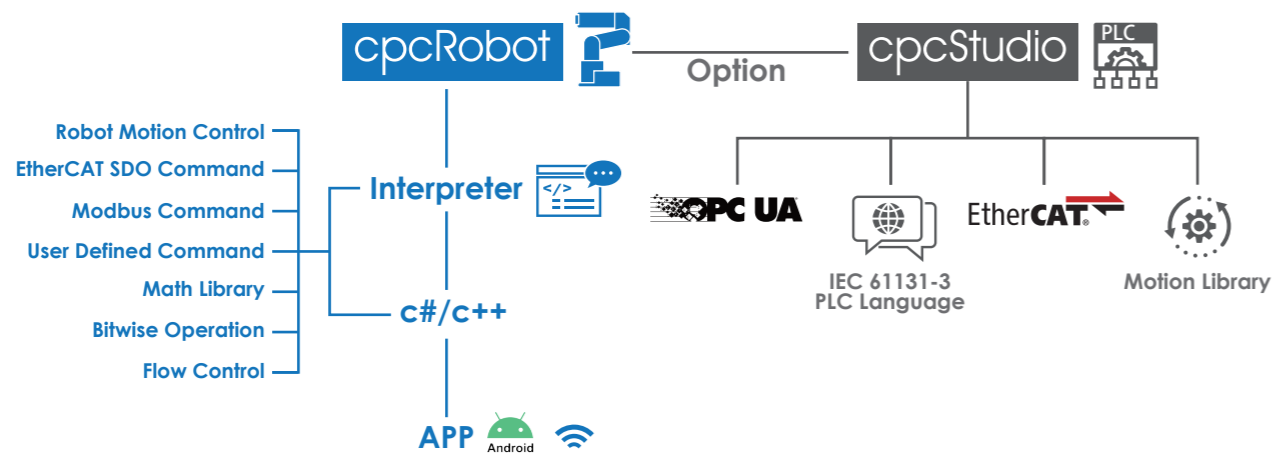 cpcRobot
Option
cpcStudio
PLC
Robot Motion Control
EtherCAT SDO Command
Modbus Command
User Defined Command
Math Library
Bitwise Operation
Flow Control
Interpreter
</>
c#/c++
APP
Android
OPC UA
IEC 61131-3
PLC Language
EtherCAT®
Motion Library